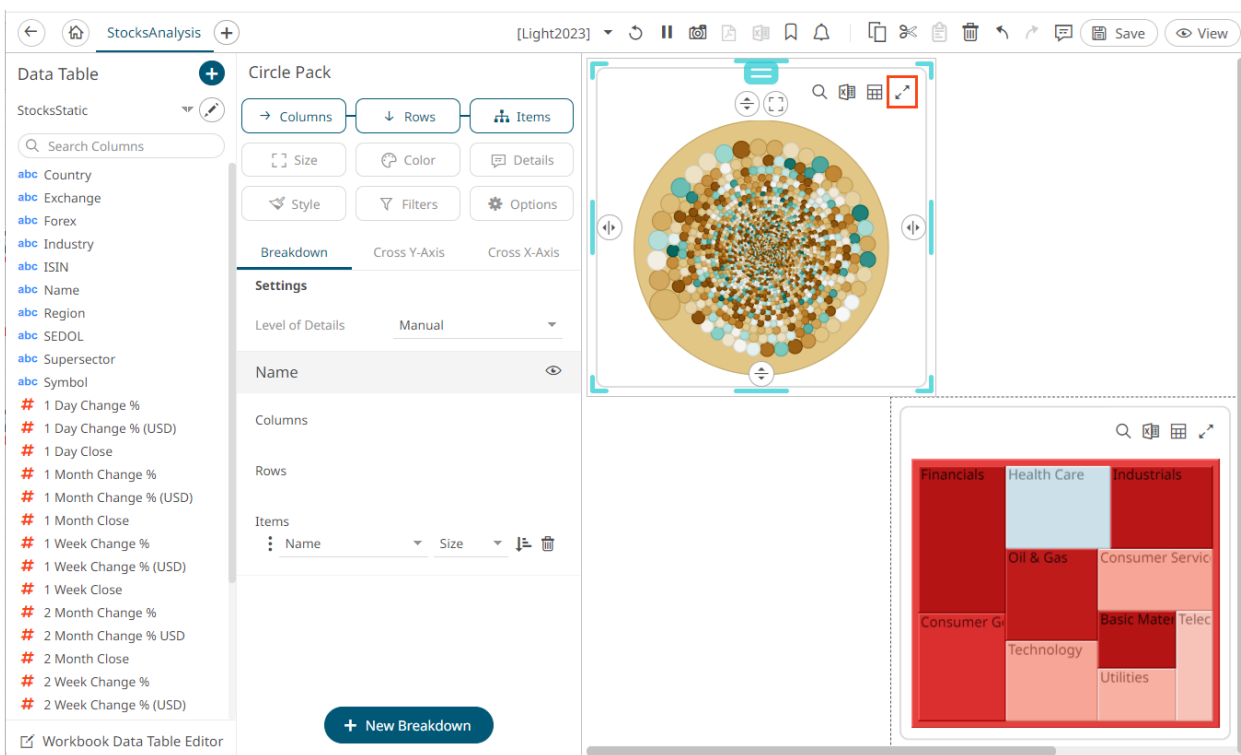 StocksAnalysis
[Light2023]
Save
View
Data Table
StocksStatic
Search Columns
abc Country
abc Exchange
abc Forex
abc Industry
abc ISIN
abc Name
abc Region
abc SEDOL
abc Supersector
abc Symbol
# 1 Day Change %
# 1 Day Change % (USD)
# 1 Day Close
# 1 Month Change %
# 1 Month Change % (USD)
# 1 Month Close
# 1 Week Change %
# 1 Week Change % (USD)
# 1 Week Close
# 2 Month Change %
# 2 Month Change % USD
# 2 Month Close
# 2 Week Change %
# 2 Week Change % (USD)
Workbook Data Table Editor
Circle Pack
Columns
Rows
Items
Size
Color
Details
Style
Filters
Options
Breakdown
Cross Y-Axis
Cross X-Axis
Settings
Level of Details
Manual
Name
Columns
Rows
Items
Name
Size
+ New Breakdown
Financials
Health Care
Industrials
Oil & Gas
Consumer Servic
Consumer G
Basic Mater
Telec
Technology
Utilities